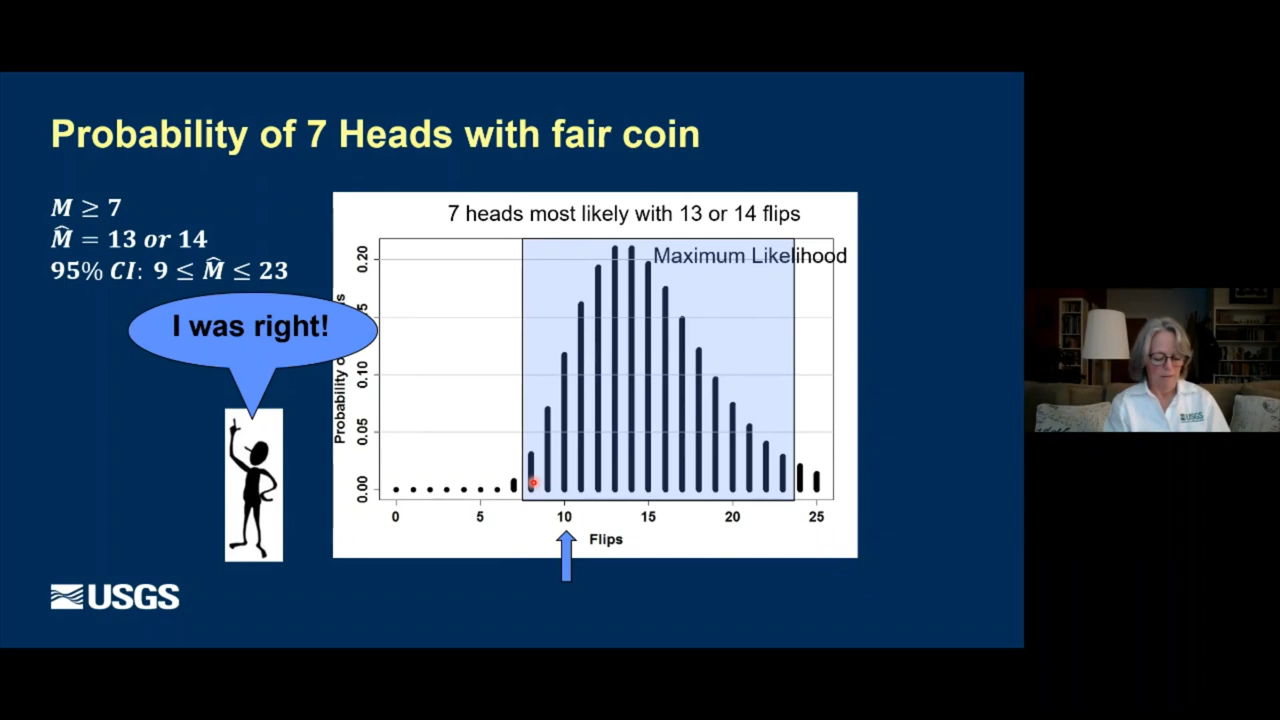 Probability of 7 Heads with fair coin
M ≥ 7
M̂ = 13 or 14
95% CI: 9 ≤ M̂ ≤ 23
I was right!
7 heads most likely with 13 or 14 flips
Maximum Likelihood
Probability
0.20
0.10
0.05
0.00
0 5 10 15 20 25
Flips
USGS
USGS